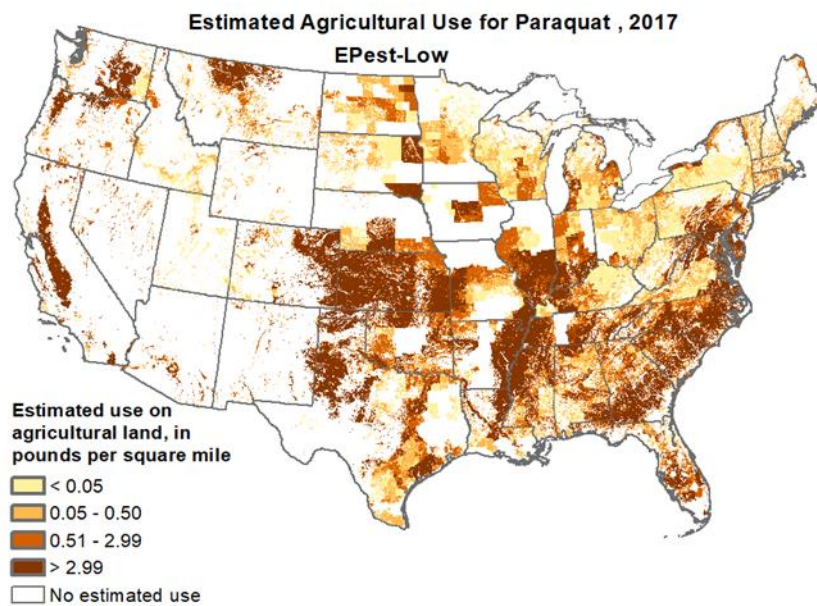 Estimated Agricultural Use for Paraquat , 2017
EPest-Low
Estimated use on
agricultural land, in
pounds per square mile
< 0.05
0.05 - 0.50
0.51 - 2.99
> 2.99
No estimated use